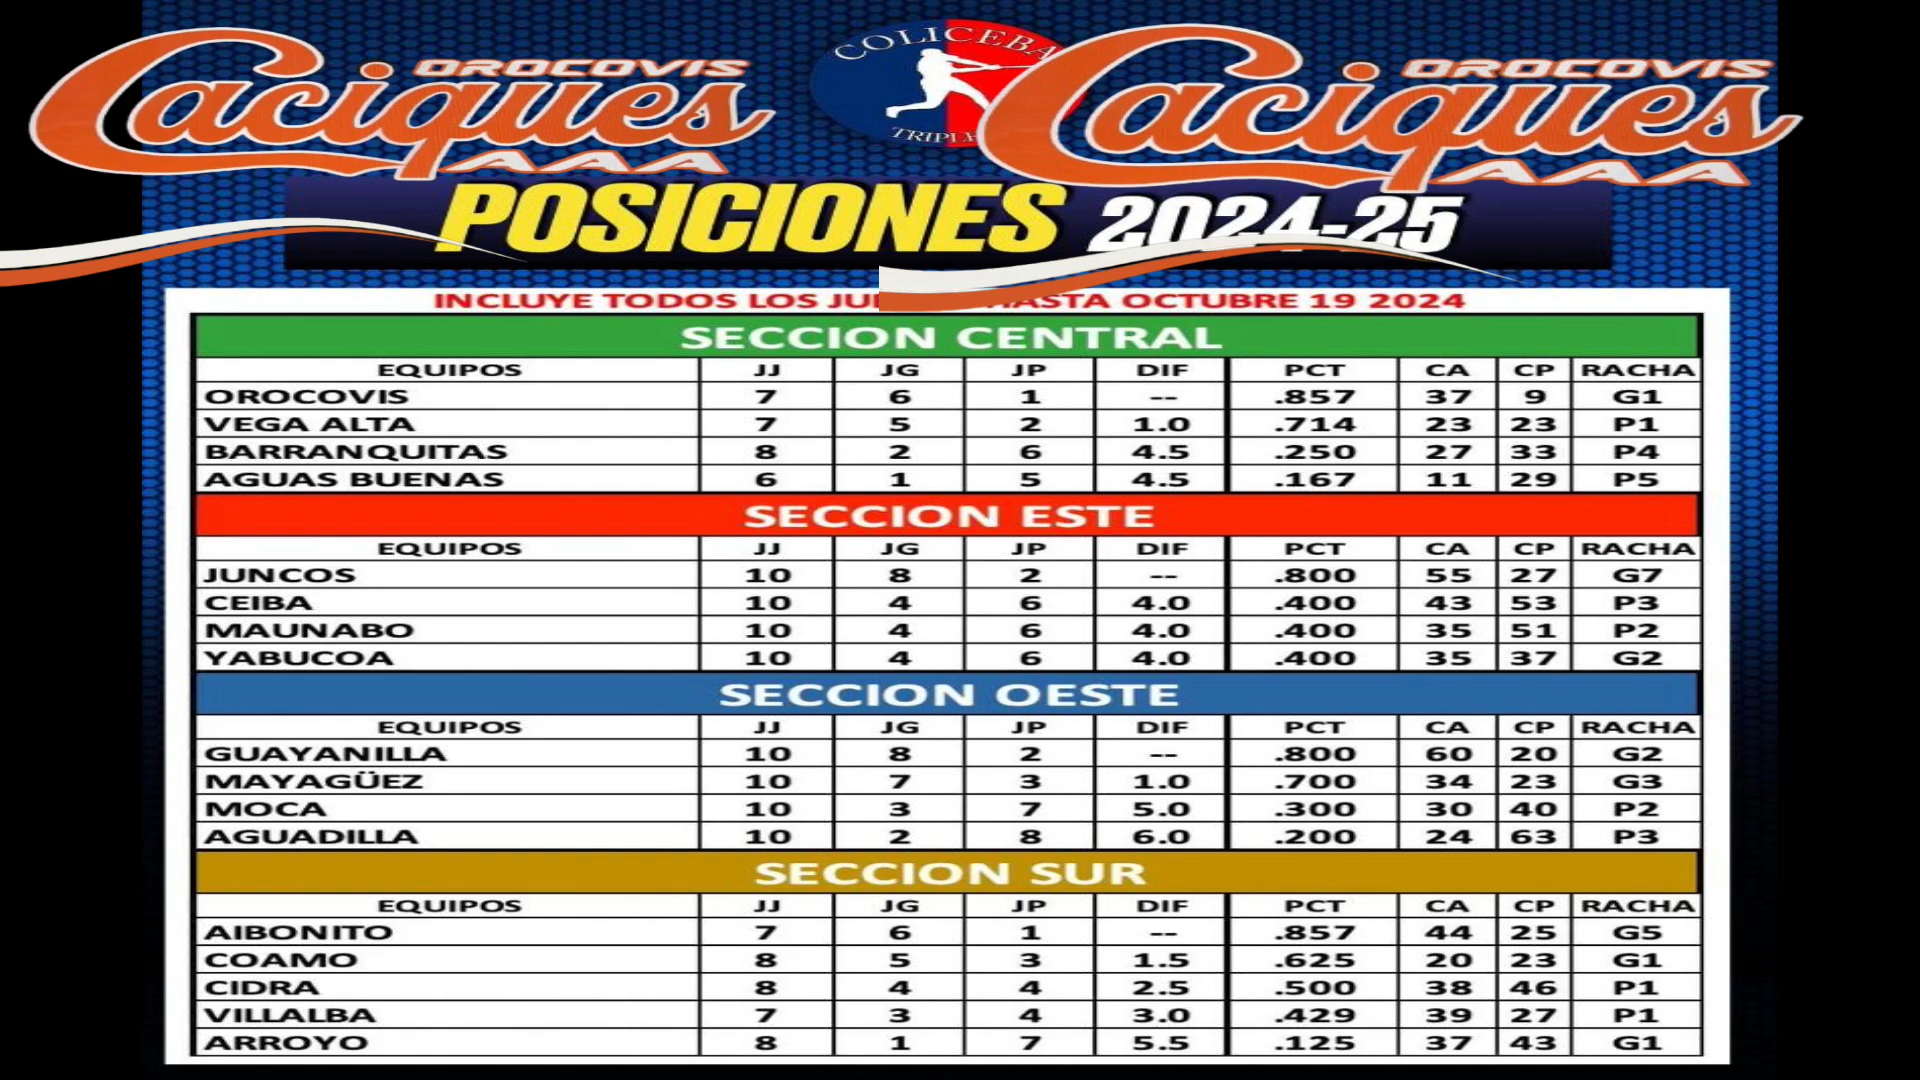 OROCOVIS
Caciques
AAA
COLICEBA
OROCOVIS
Caciques
AAA
POSICIONES 2024-25
INCLUYE TODOS LOS HASTA OCTUBRE 19 2024
SECCION CENTRAL
EQUIPOS JJ JG JP DIF PCT CA CP RACHA
OROCOVIS 7 6 1 -- .857 37 9 G1
VEGA ALTA 7 5 2 1.0 .714 23 23 P1
BARRANQUITAS 8 2 6 4.5 .250 27 33 P4
AGUAS BUENAS 6 1 5 4.5 .167 11 29 P5
SECCION ESTE
EQUIPOS JJ JG JP DIF PCT CA CP RACHA
JUNCOS 10 8 2 -- .800 55 27 G7
CEIBA 10 4 6 4.0 .400 43 53 P3
MAUNABO 10 4 6 4.0 .400 35 51 P2
YABUCOA 10 4 6 4.0 .400 35 37 G2
SECCION OESTE
EQUIPOS JJ JG JP DIF PCT CA CP RACHA
GUAYANILLA 10 8 2 -- .800 60 20 G2
MAYAGÜEZ 10 7 3 1.0 .700 34 23 G3
MOCA 10 3 7 5.0 .300 30 40 P2
AGUADILLA 10 2 8 6.0 .200 24 63 P3
SECCION SUR
EQUIPOS JJ JG JP DIF PCT CA CP RACHA
AIBONITO 7 6 1 -- .857 44 25 G5
COAMO 8 5 3 1.5 .625 20 23 G1
CIDRA 8 4 4 2.5 .500 38 46 P1
VILLALBA 7 3 4 3.0 .429 39 27 P1
ARROYO 8 1 7 5.5 .125 37 43 G1